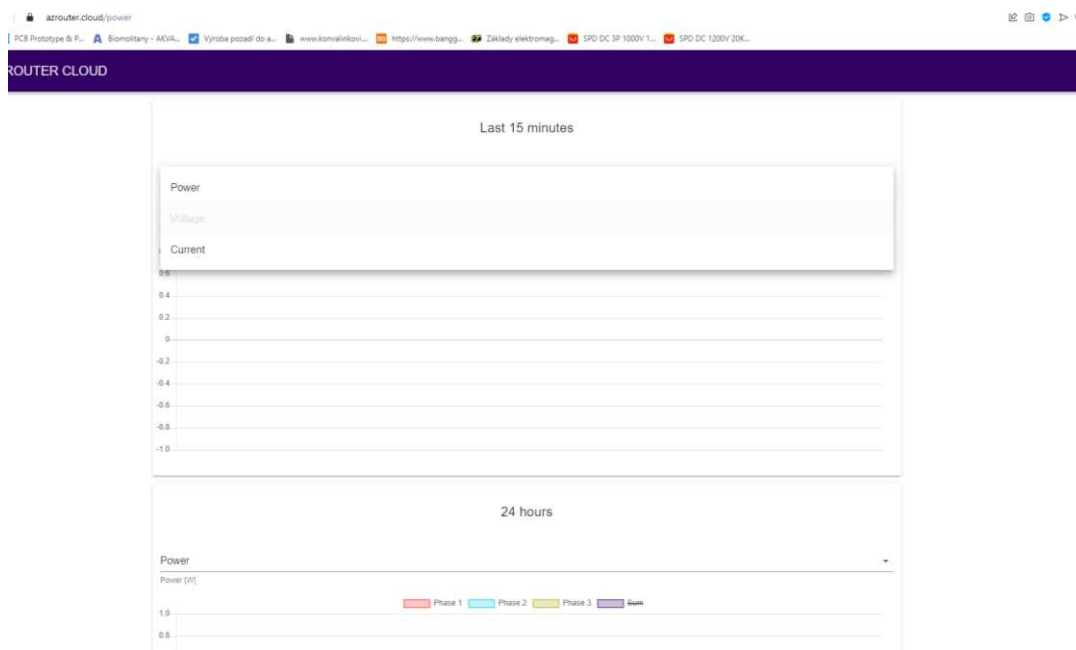 azrouter.cloud/power
PCB Prototype & P... Biomolitany - AKVA... Výroba pozadí do a... www.konvalinkovi... https://www.bangg... Základy elektromag... SPD DC 3P 1000V 1... SPD DC 1200V 20K...
ROUTER CLOUD
Last 15 minutes
Power
Voltage
Current
0.6
0.4
0.2
0
-0.2
-0.4
-0.6
-0.8
-1.0
24 hours
Power
Power [W]
Phase 1 Phase 2 Phase 3 Sum
1.0
0.8